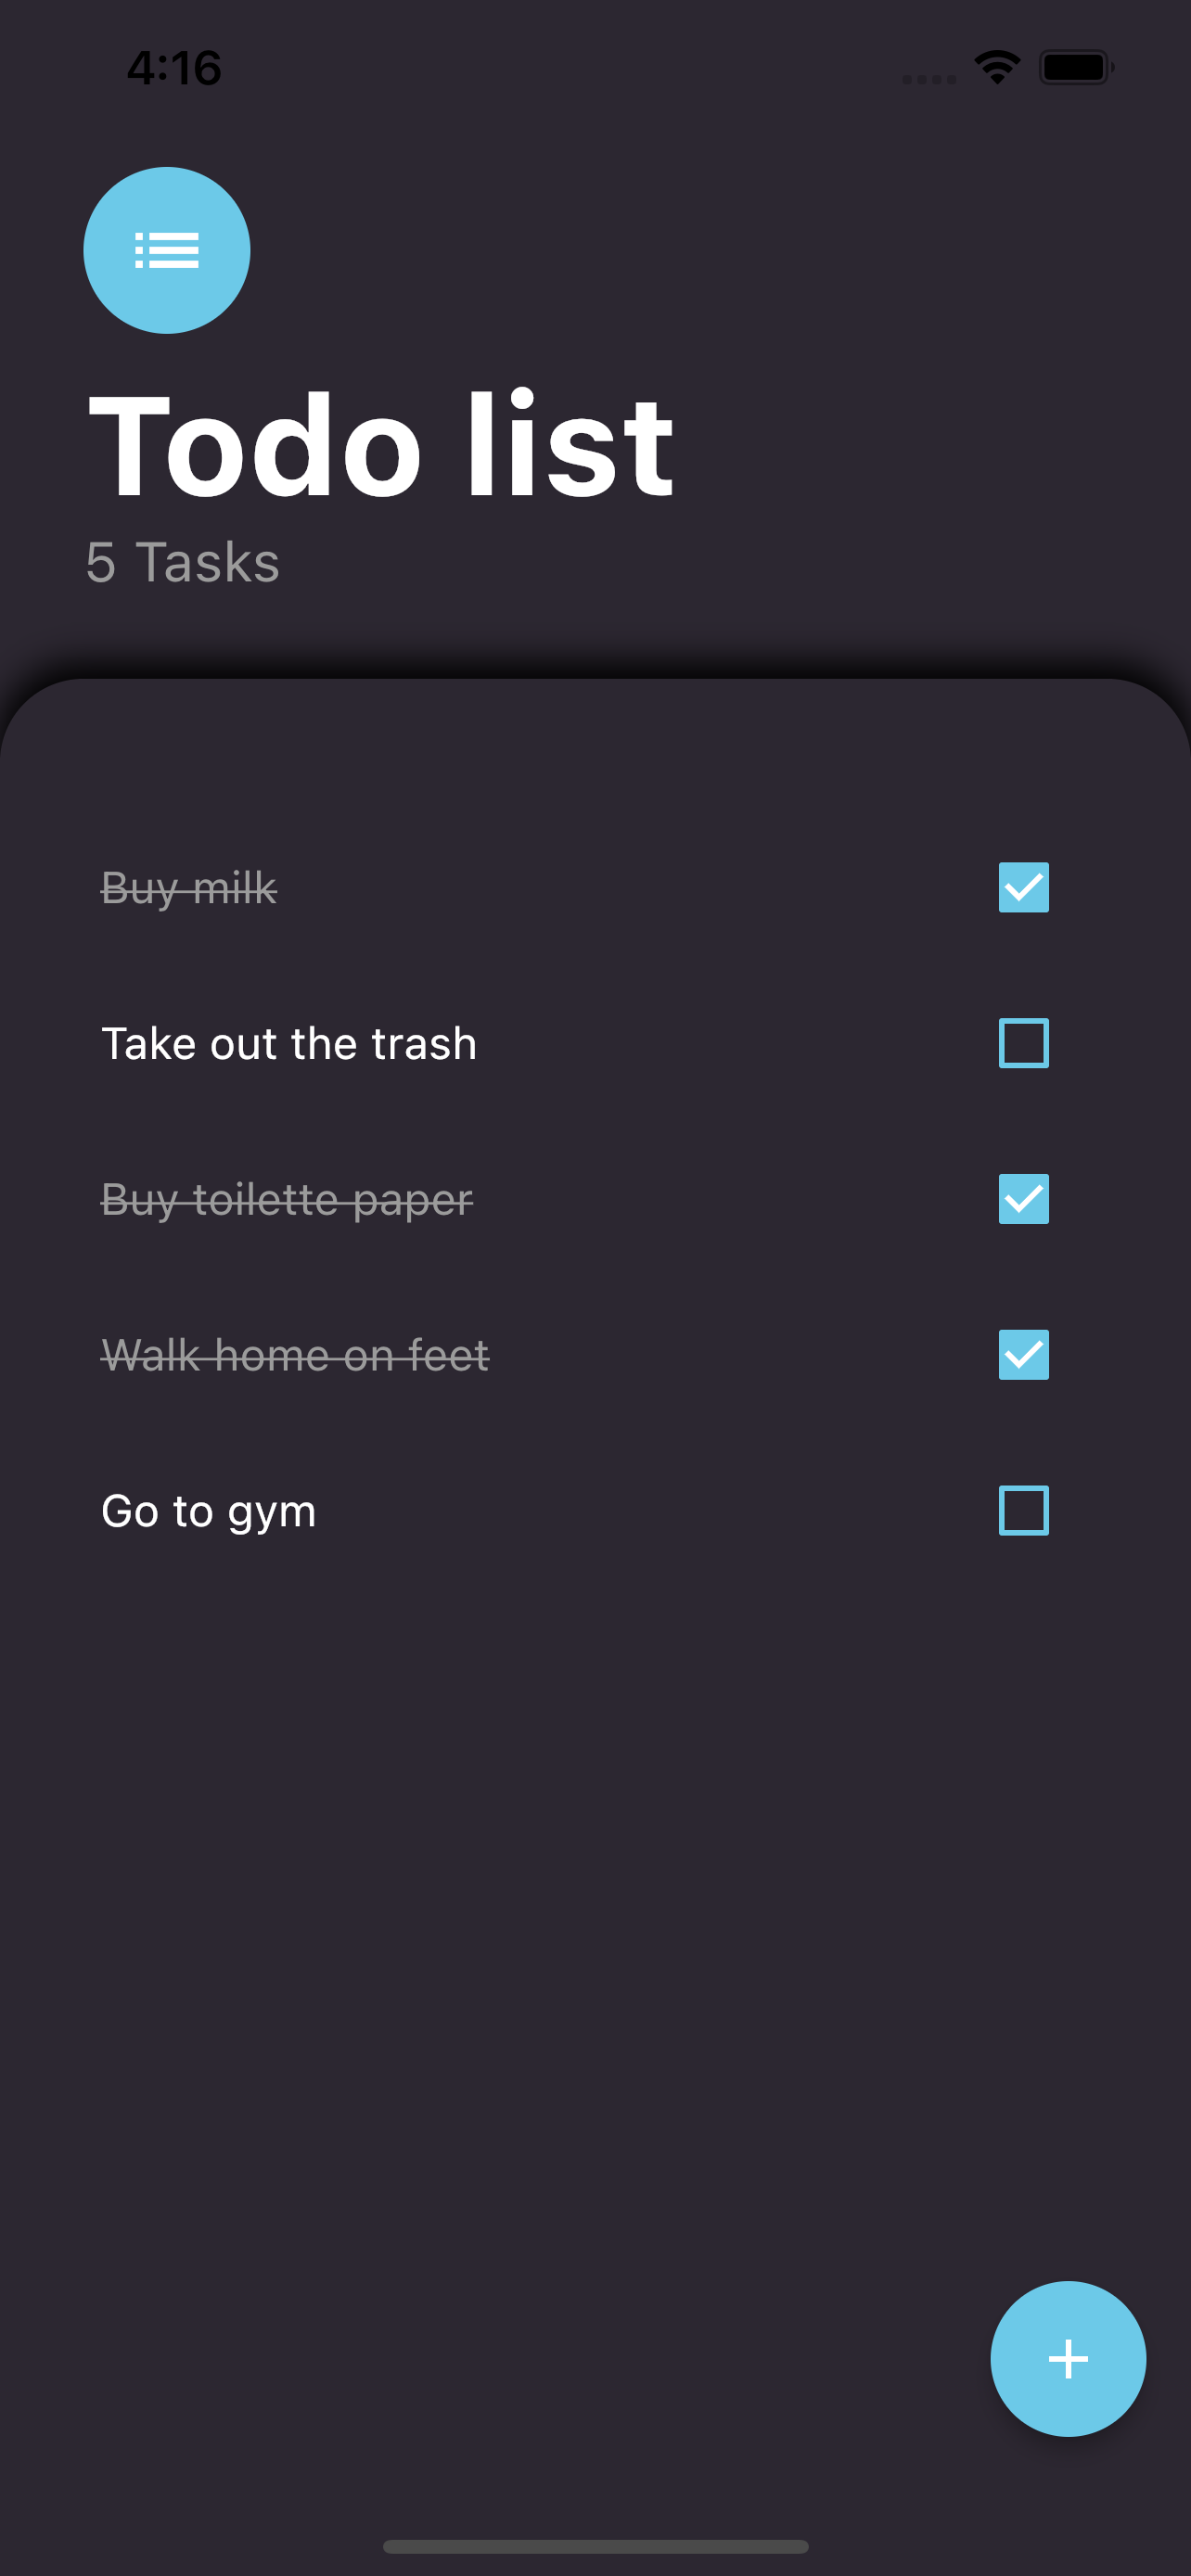 4:16
Todo list
5 Tasks
Buy milk
Take out the trash
Buy toilette paper
Walk home on feet
Go to gym